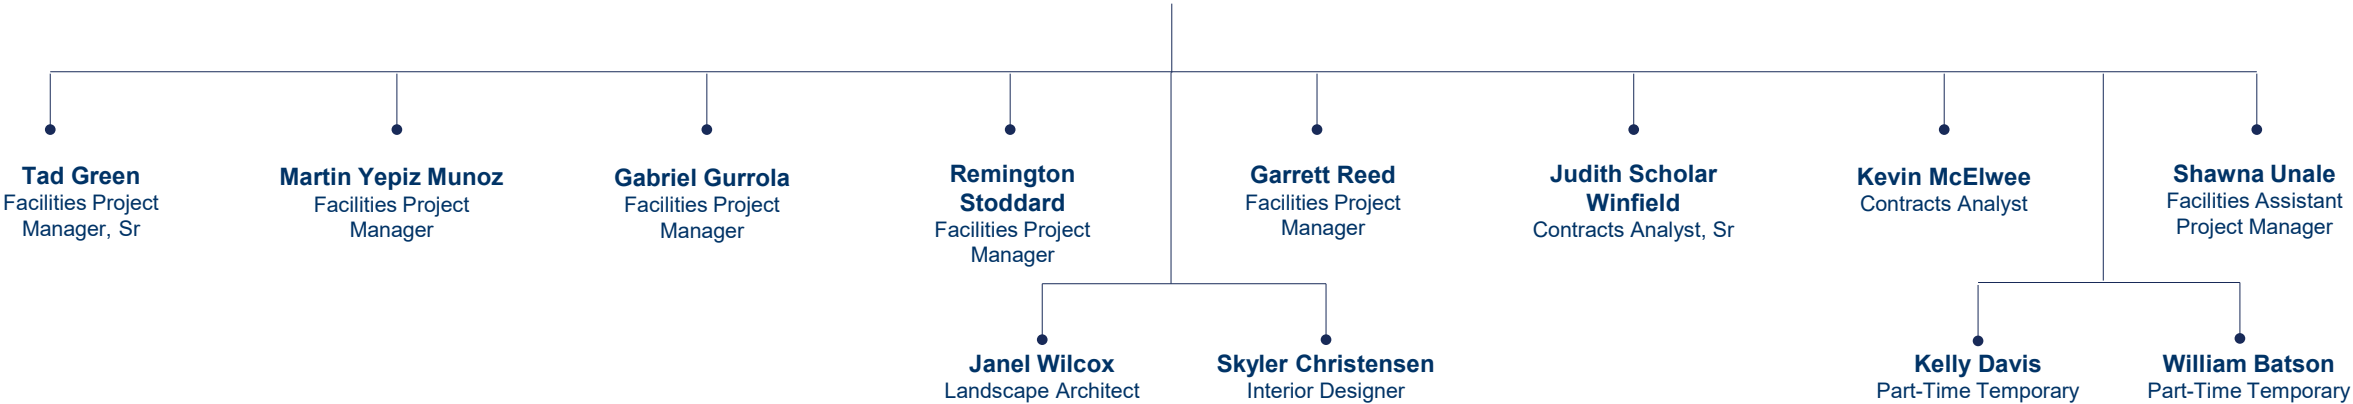 Tad Green
Facilities Project
Manager, Sr
Martin Yepiz Munoz
Facilities Project
Manager
Gabriel Gurrola
Facilities Project
Manager
Remington
Stoddard
Facilities Project
Manager
Garrett Reed
Facilities Project
Manager
Judith Scholar
Winfield
Contracts Analyst, Sr
Kevin McElwee
Contracts Analyst
Shawna Unale
Facilities Assistant
Project Manager
Janel Wilcox
Landscape Architect
Skyler Christensen
Interior Designer
Kelly Davis
Part-Time Temporary
William Batson
Part-Time Temporary